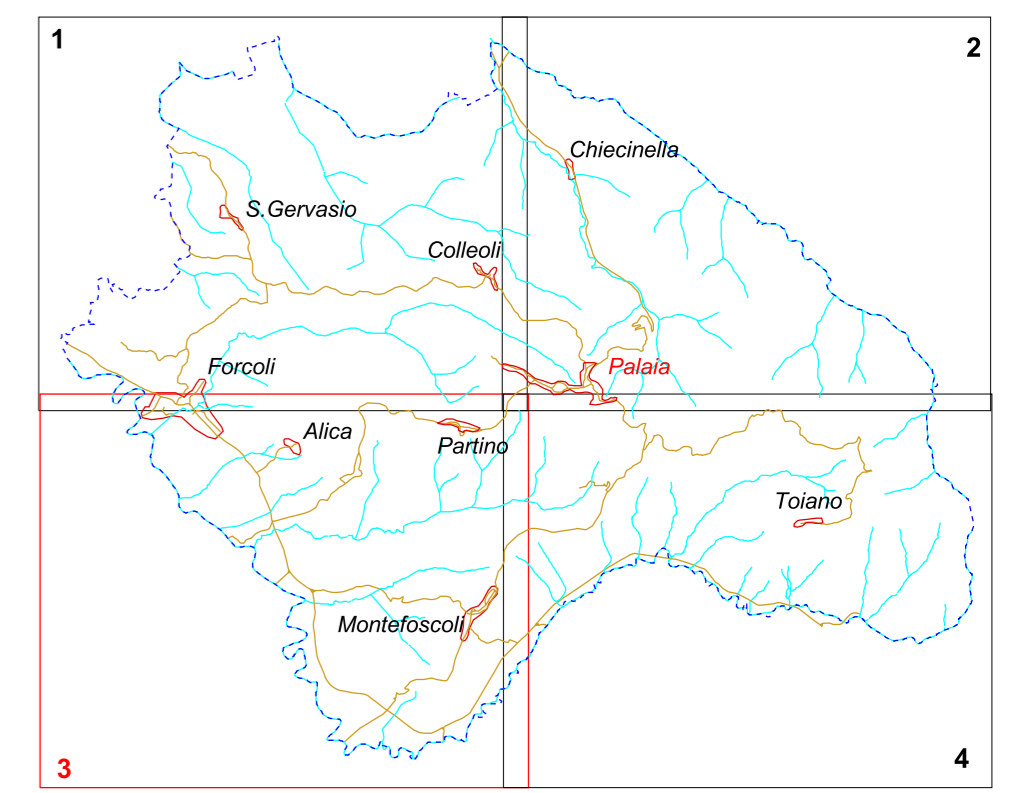 1
2
Chiecinella
S.Gervasio
Colleoli
Forcoli
Palaia
Alica
Partino
Toiano
Montefoscoli
3
4